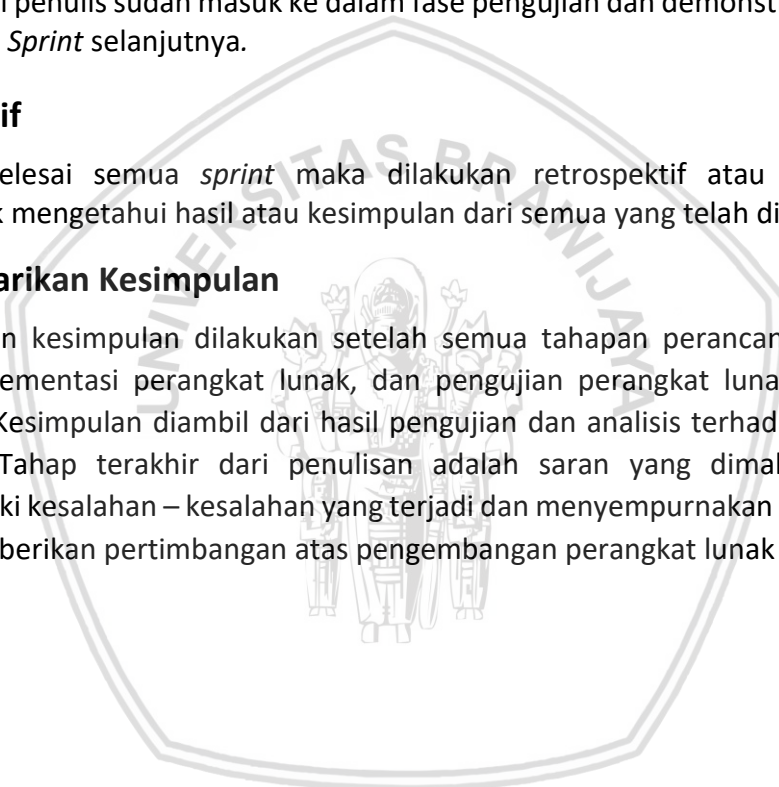 i penulis sudah masuk ke dalam fase pengujian dan demonst
Sprint selanjutnya.
if
elesai semua sprint maka dilakukan retrospektif atau
k mengetahui hasil atau kesimpulan dari semua yang telah di
arikan Kesimpulan
n kesimpulan dilakukan setelah semua tahapan perancan
ementasi perangkat lunak, dan pengujian perangkat luna
Kesimpulan diambil dari hasil pengujian dan analisis terhad
Tahap terakhir dari penulisan adalah saran yang dimak
ki kesalahan – kesalahan yang terjadi dan menyempurnakan
berikan pertimbangan atas pengembangan perangkat lunak
UNIVERSITAS BRAWIJAYA